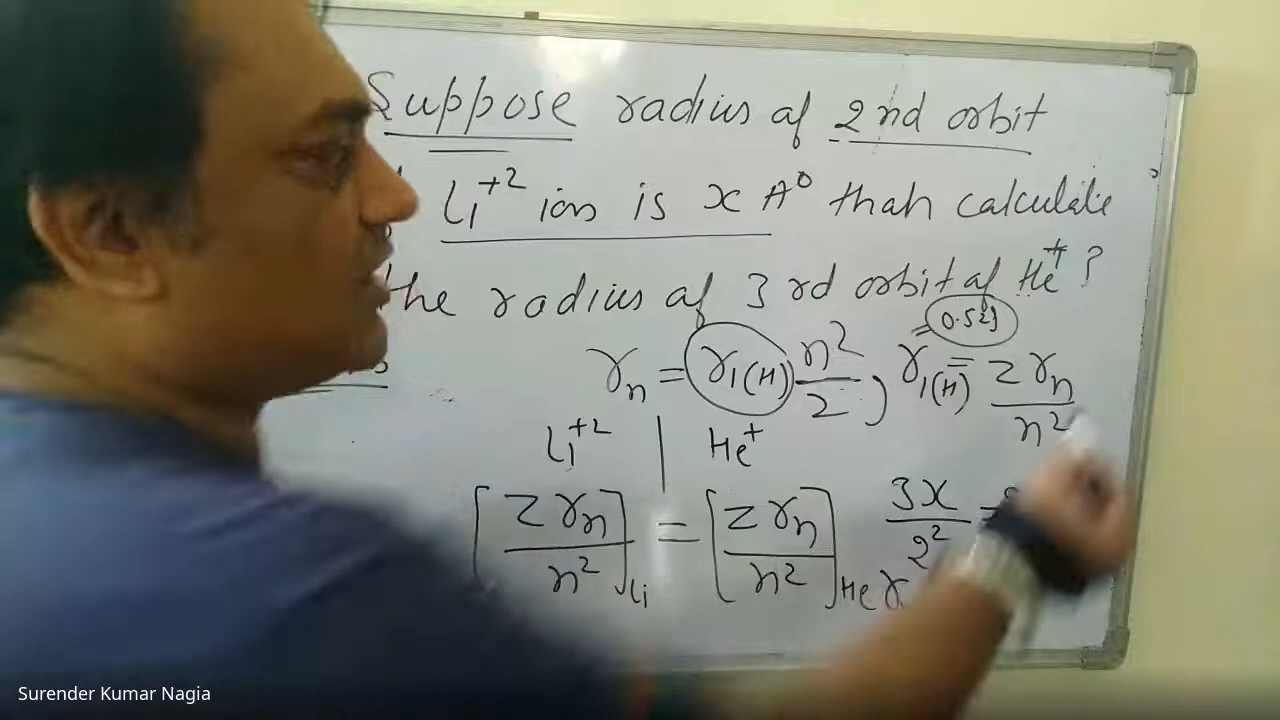 Suppose radius of 2nd orbit
Li+2 ion is x A° than calculate
the radius of 3rd orbit of He+?
=0.529
rn = r1(H) n²/Z , r1(H) = Z rn/n²
Li+2 | He+
[Z rn/n²]Li = [Z rn/n²]He 3x/2² =
r
Surender Kumar Nagia